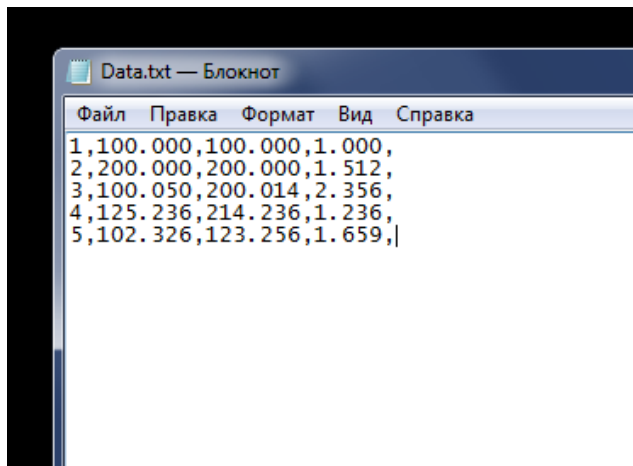 Data.txt — Блокнот
Файл Правка Формат Вид Справка
1,100.000,100.000,1.000,
2,200.000,200.000,1.512,
3,100.050,200.014,2.356,
4,125.236,214.236,1.236,
5,102.326,123.256,1.659,